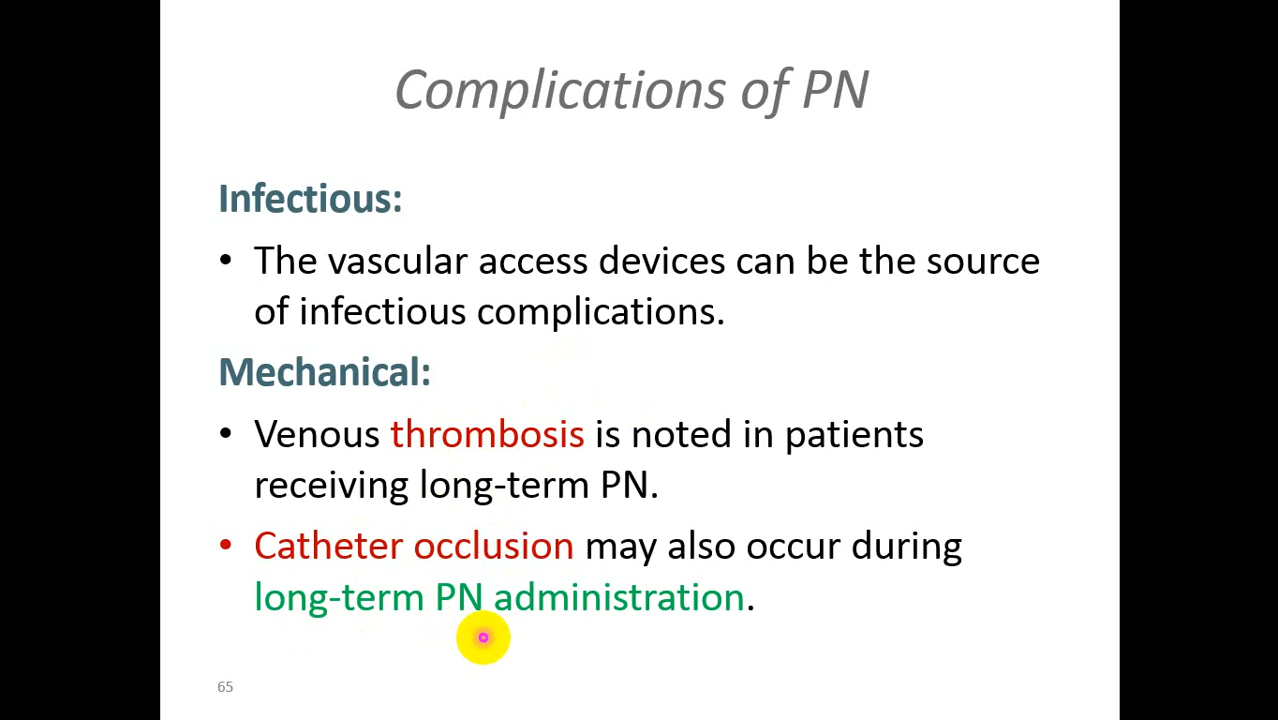 Complications of PN
Infectious:
• The vascular access devices can be the source
of infectious complications.
Mechanical:
• Venous thrombosis is noted in patients
receiving long-term PN.
• Catheter occlusion may also occur during
long-term PN administration.
65